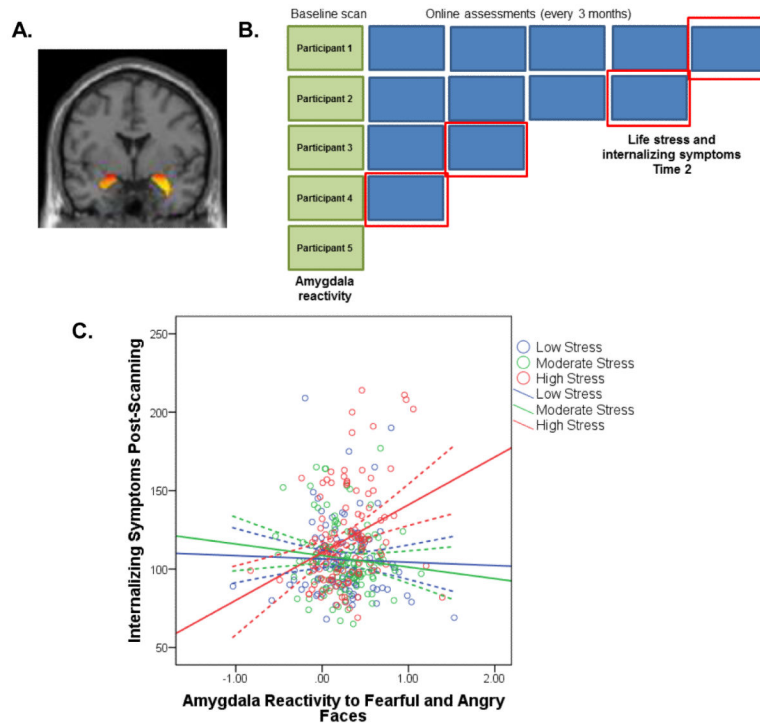 A.
B.
Baseline scan
Online assessments (every 3 months)
Participant 1
Participant 2
Participant 3
Participant 4
Participant 5
Life stress and
internalizing symptoms
Time 2
Amygdala
reactivity
C.
Internalizing Symptoms Post-Scanning
250
200
150
100
50
-1.00
.00
1.00
2.00
Amygdala Reactivity to Fearful and Angry
Faces
Low Stress
Moderate Stress
High Stress
Low Stress
Moderate Stress
High Stress